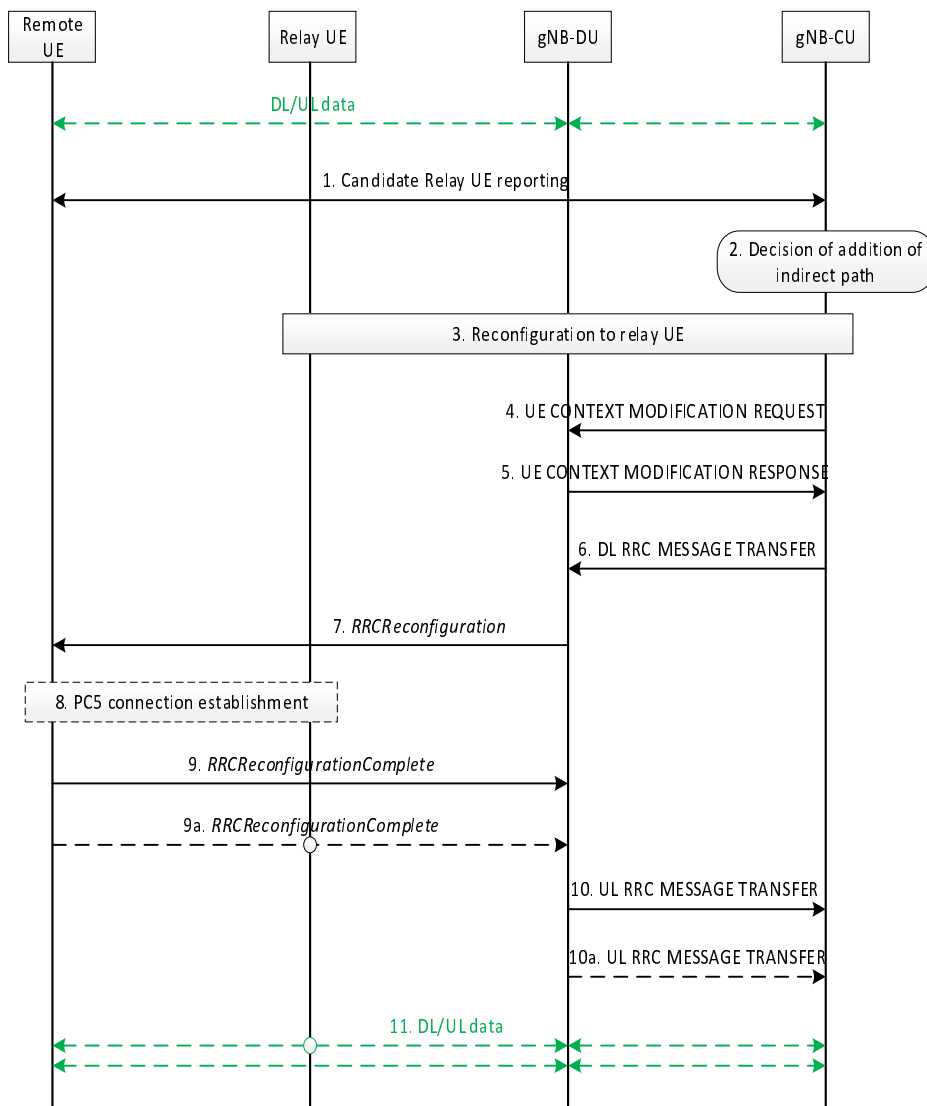 Remote
UE
Relay UE
gNB-DU
gNB-CU
DL/UL data
1. Candidate Relay UE reporting
2. Decision of addition of
indirect path
3. Reconfiguration to relay UE
4. UE CONTEXT MODIFICATION REQUEST
5. UE CONTEXT MODIFICATION RESPONSE
6. DL RRC MESSAGE TRANSFER
7. RRCReconfiguration
8. PC5 connection establishment
9. RRCReconfigurationComplete
9a. RRCReconfigurationComplete
10. UL RRC MESSAGE TRANSFER
10a. UL RRC MESSAGE TRANSFER
11. DL/UL data